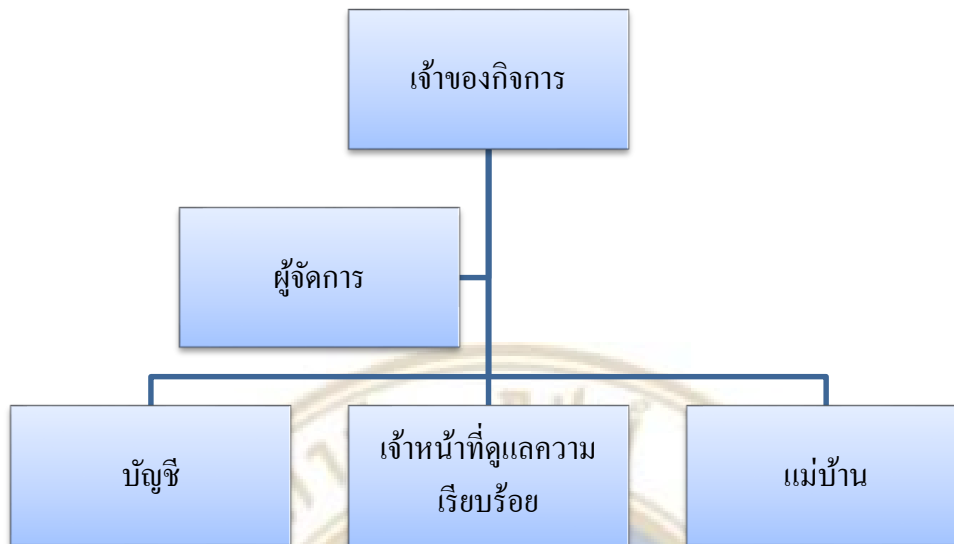 เจ้าของกิจการ
ผู้จัดการ
บัญชี
เจ้าหน้าที่ดูแลความ
เรียบร้อย
แม่บ้าน